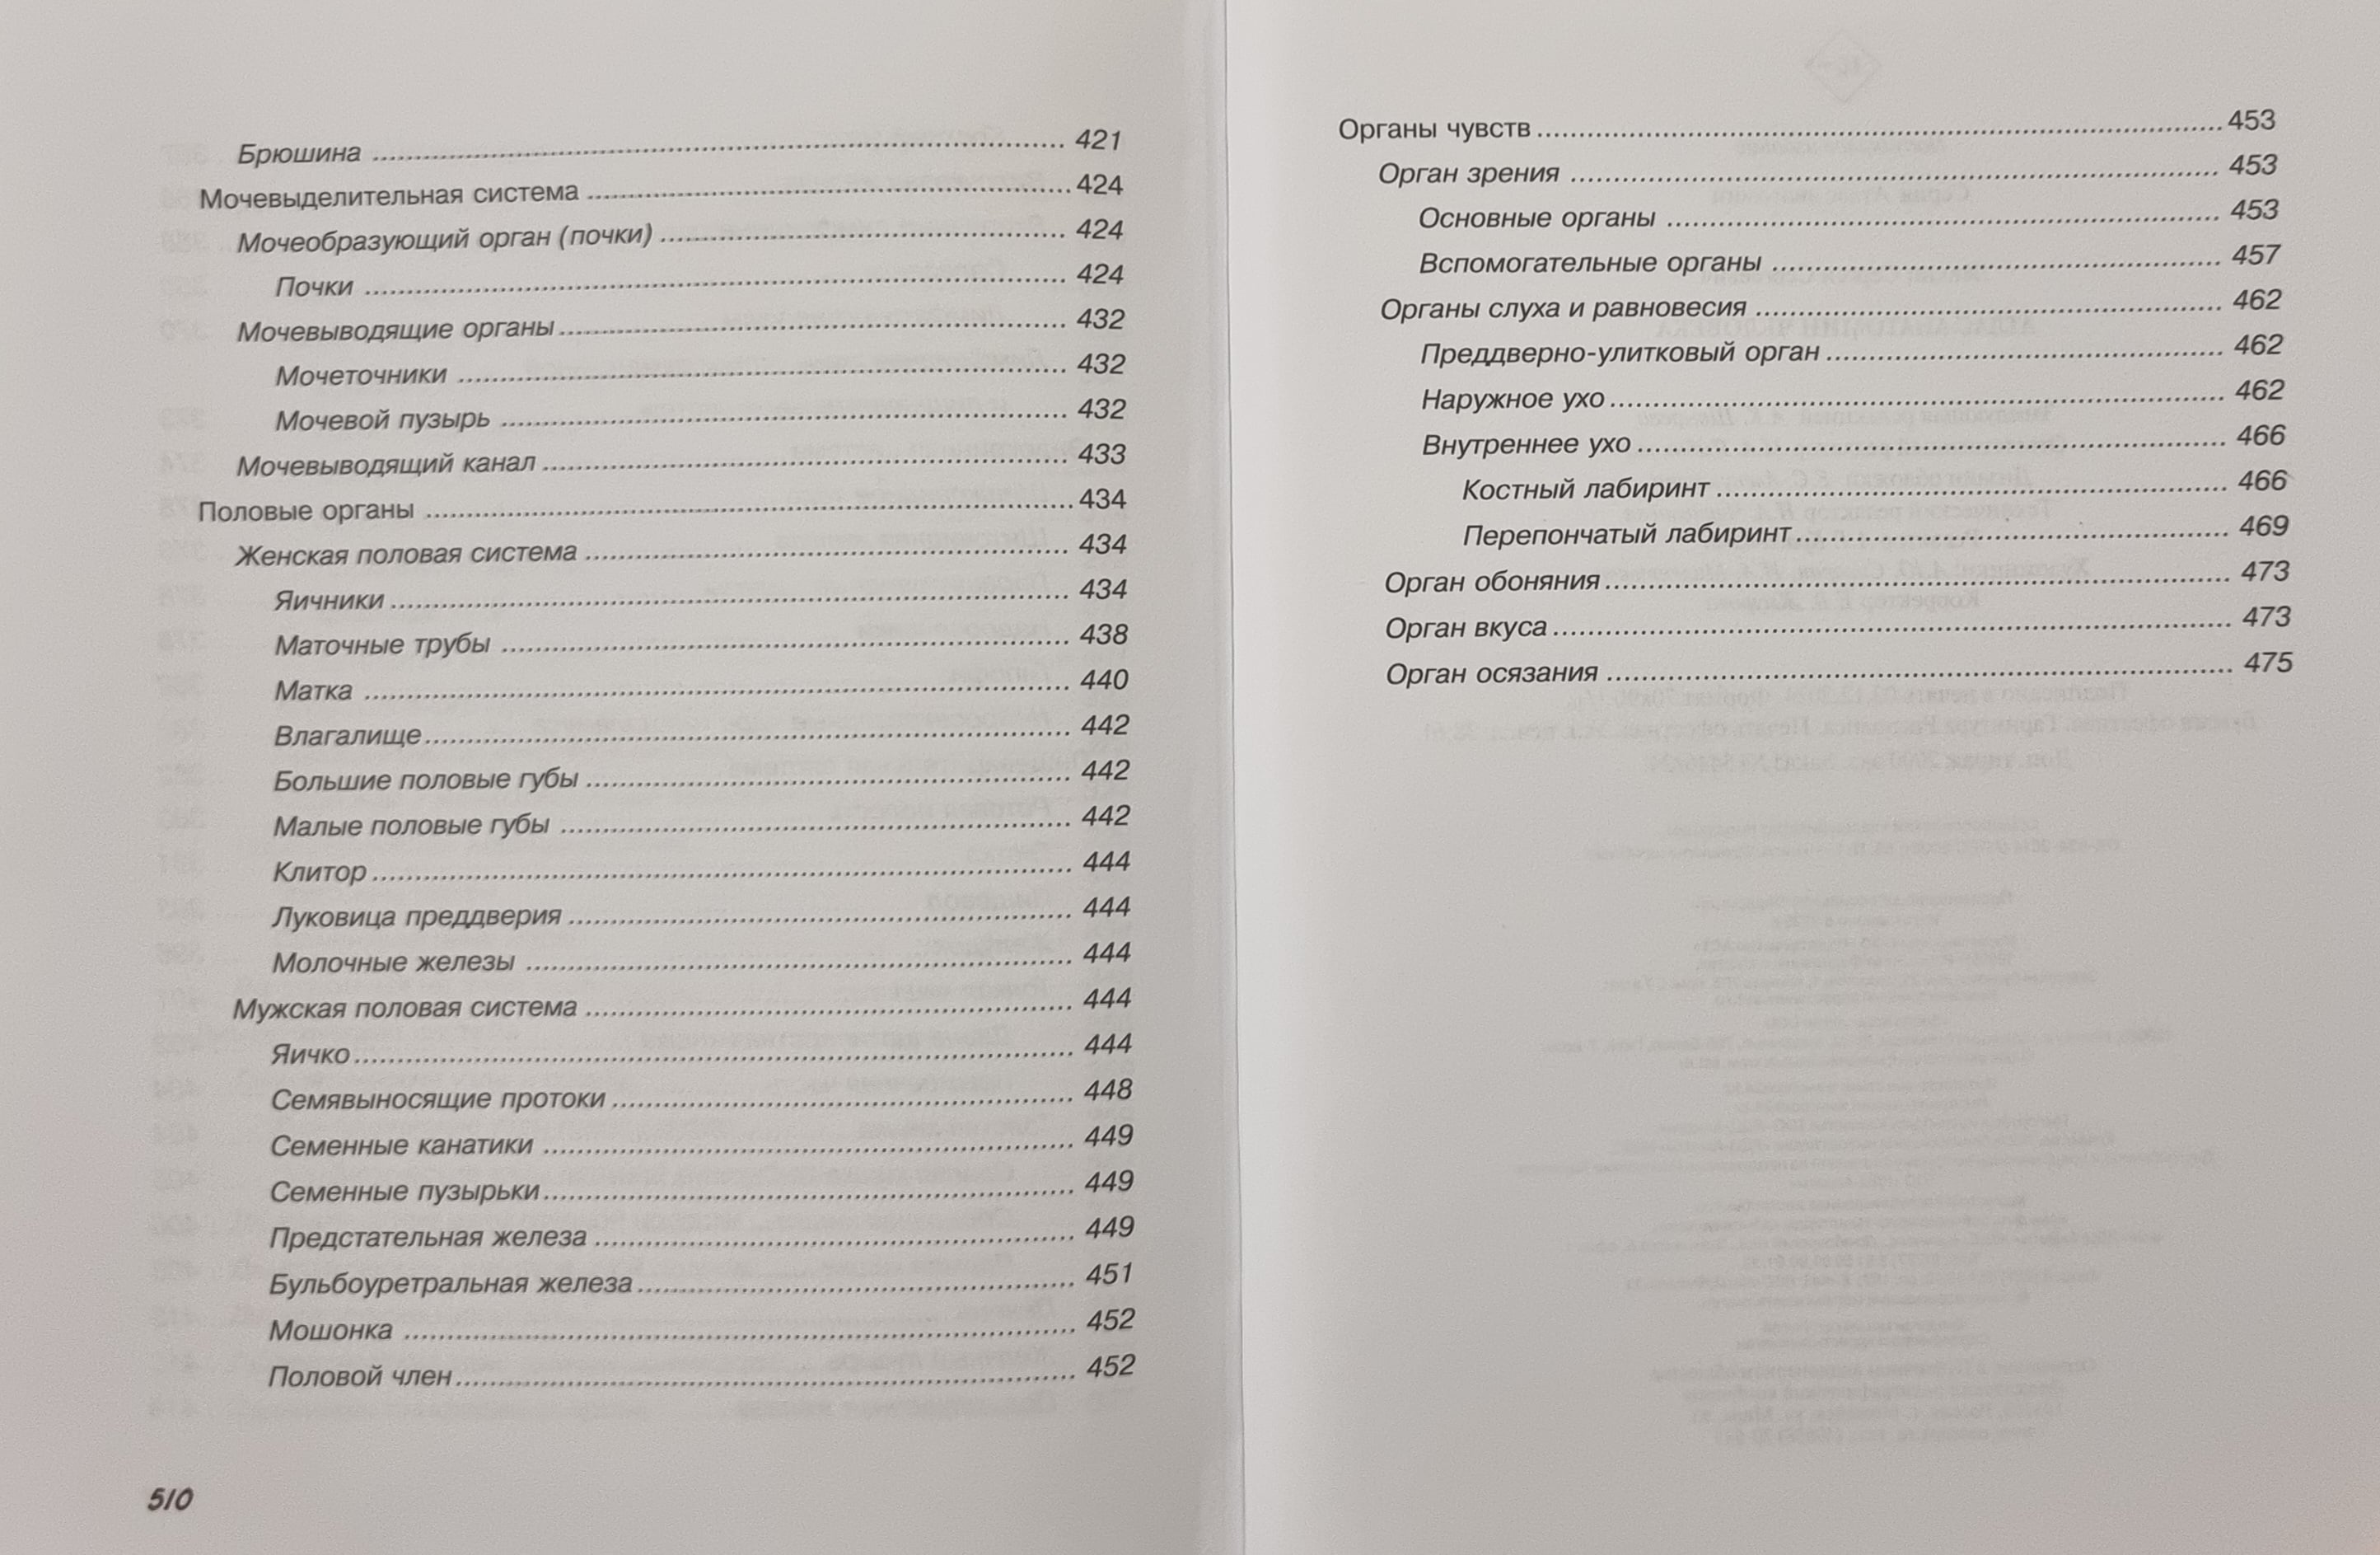 Брюшина ........ 421
Мочевыделительная система ........ 424
Мочеобразующий орган (почки) ........ 424
Почки ........ 424
Мочевыводящие органы ........ 432
Мочеточники ........ 432
Мочевой пузырь ........ 432
Мочевыводящий канал ........ 433
Половые органы ........ 434
Женская половая система ........ 434
Яичники ........ 434
Маточные трубы ........ 438
Матка ........ 440
Влагалище ........ 442
Большие половые губы ........ 442
Малые половые губы ........ 442
Клитор ........ 444
Луковица преддверия ........ 444
Молочные железы ........ 444
Мужская половая система ........ 444
Яичко ........ 444
Семявыносящие протоки ........ 448
Семенные канатики ........ 449
Семенные пузырьки ........ 449
Предстательная железа ........ 449
Бульбоуретральная железа ........ 451
Мошонка ........ 452
Половой член ........ 452
510
Органы чувств ........ 453
Орган зрения ........ 453
Основные органы ........ 453
Вспомогательные органы ........ 457
Органы слуха и равновесия ........ 462
Преддверно-улитковый орган ........ 462
Наружное ухо ........ 462
Внутреннее ухо ........ 466
Костный лабиринт ........ 466
Перепончатый лабиринт ........ 469
Орган обоняния ........ 473
Орган вкуса ........ 473
Орган осязания ........ 475